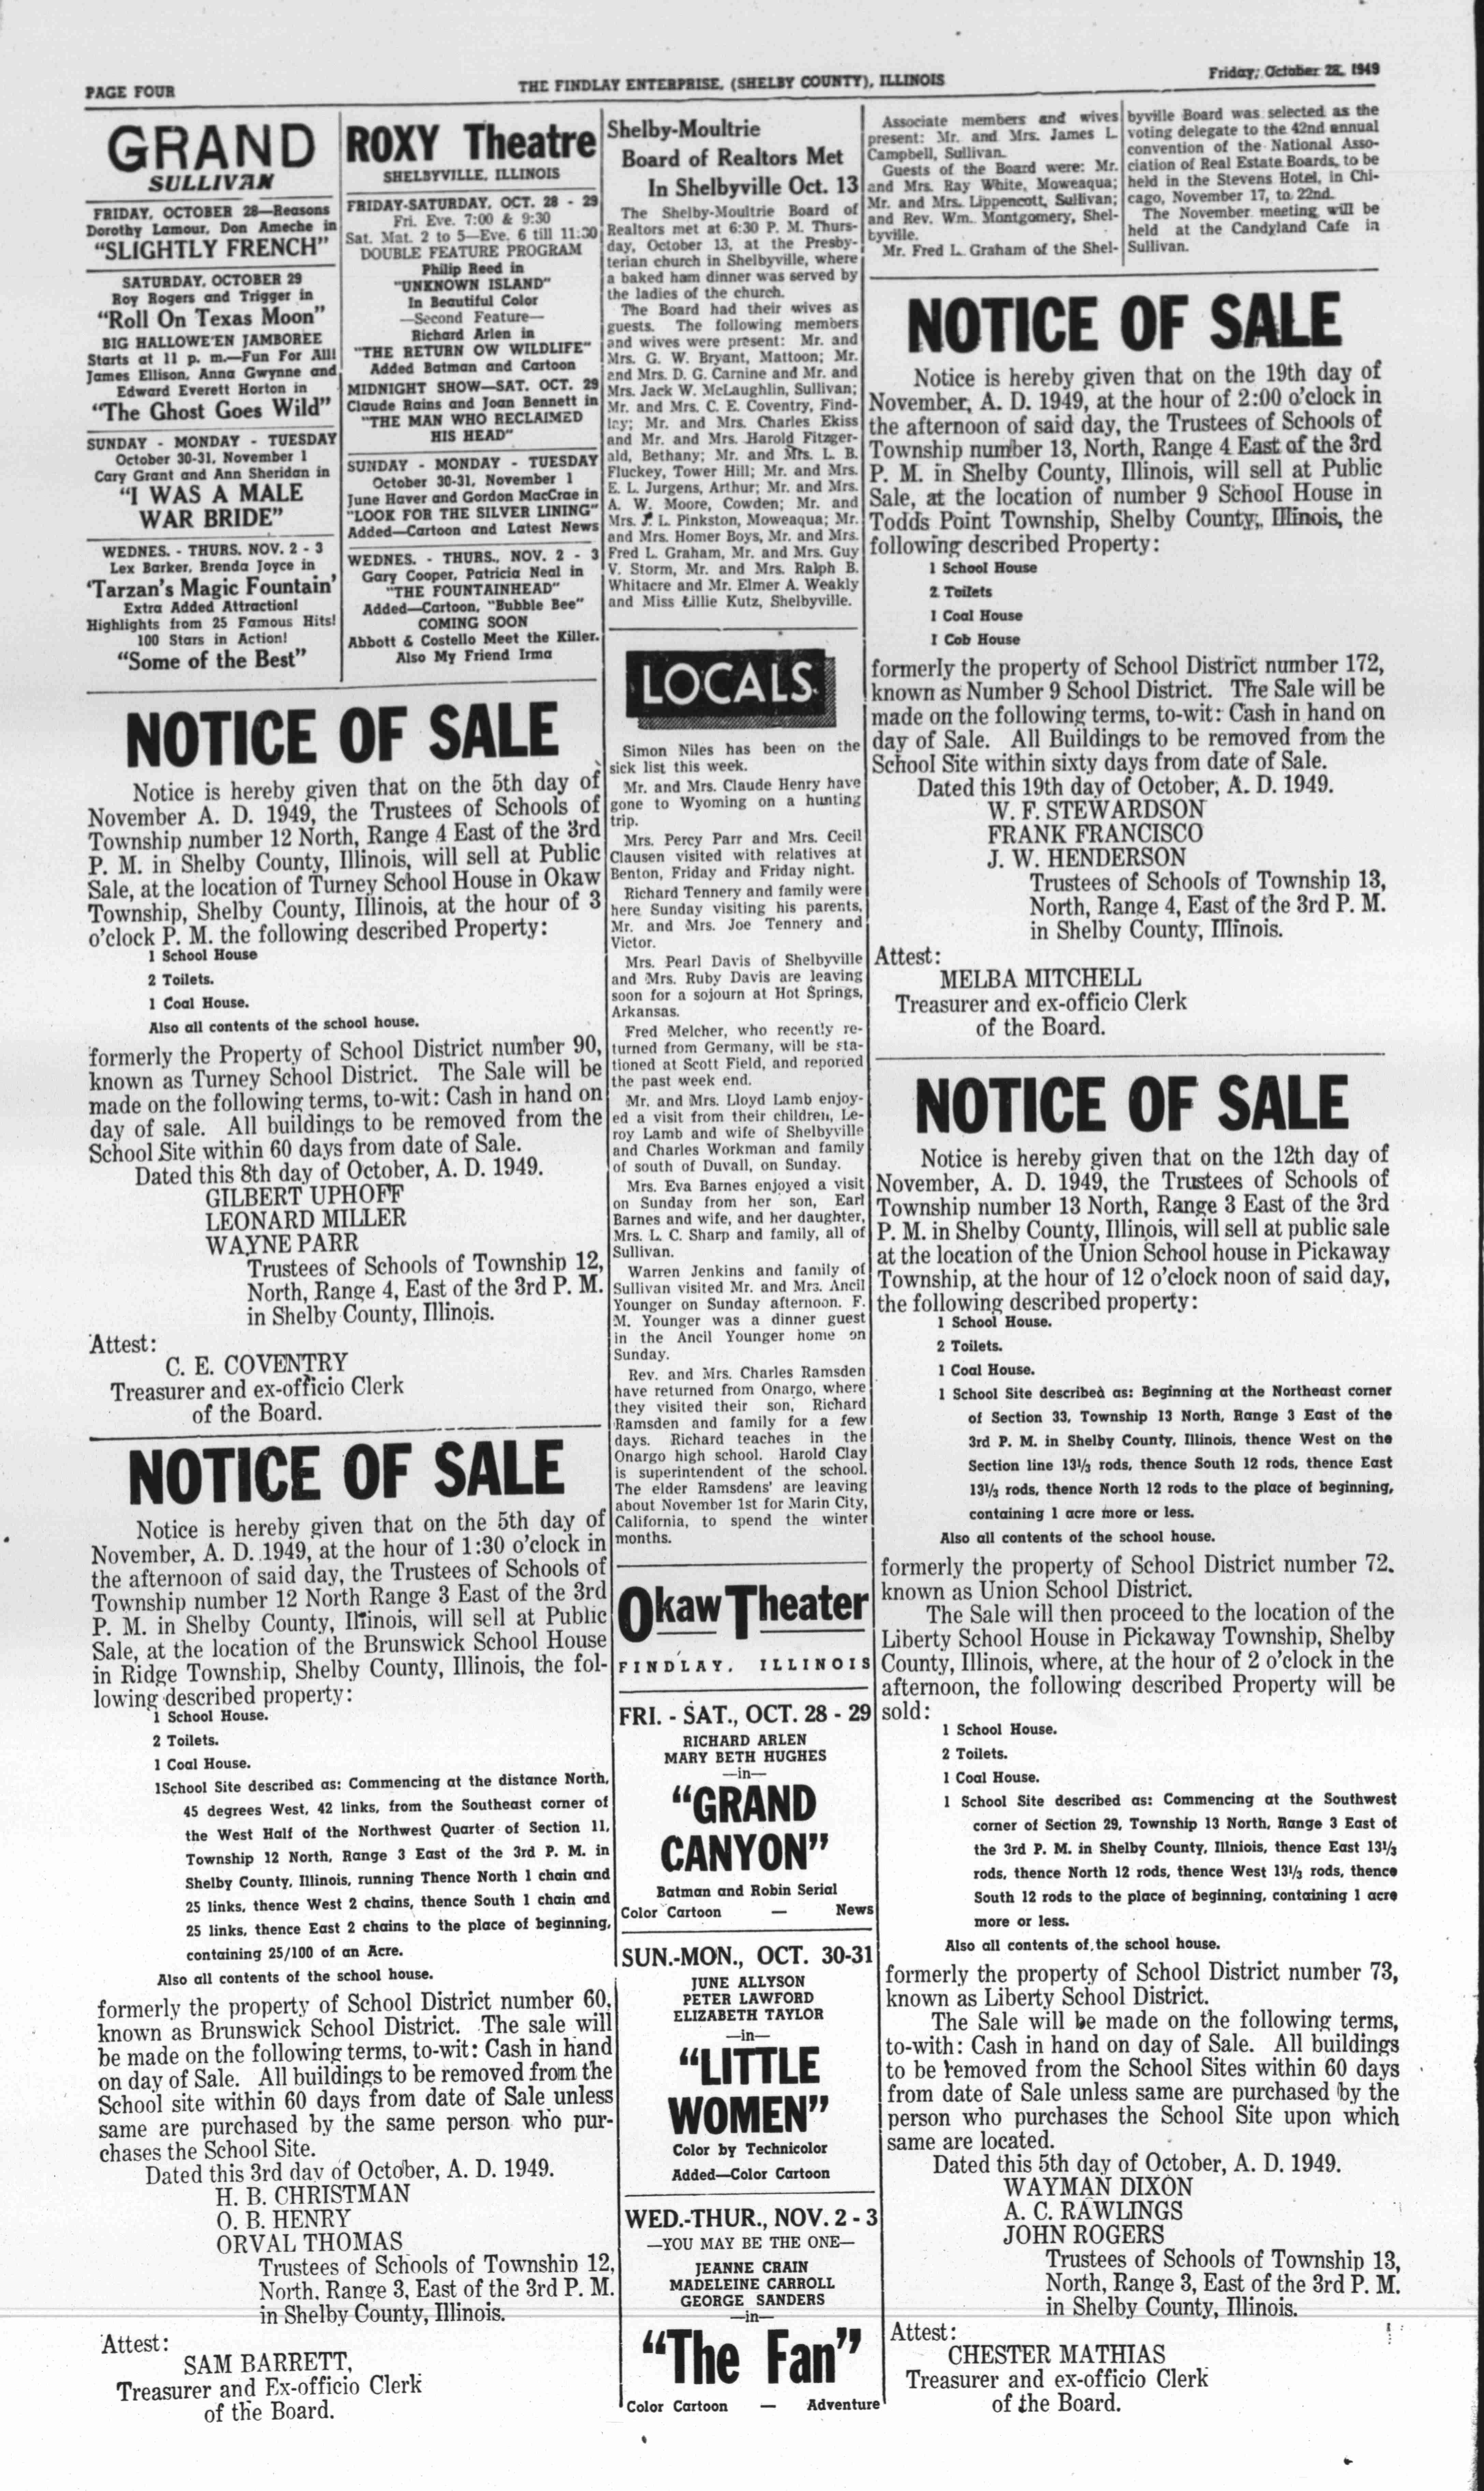 PAGE FOUR
THE FINDLAY ENTERPRISE, (SHELBY COUNTY), ILLINOIS
Friday, October 28, 1949
GRAND
SULLIVAN
FRIDAY, OCTOBER 28—Reasons
Dorothy Lamour, Don Ameche in
"SLIGHTLY FRENCH"
SATURDAY, OCTOBER 29
Roy Rogers and Trigger in
"Roll On Texas Moon"
BIG HALLOWE'EN JAMBOREE
Starts at 11 p. m.—Fun For All!
James Ellison, Anna Gwynne and
Edward Everett Horton in
"The Ghost Goes Wild"
SUNDAY - MONDAY - TUESDAY
October 30-31, November 1
Cary Grant and Ann Sheridan in
"I WAS A MALE
WAR BRIDE"
WEDNES. - THURS. NOV. 2 - 3
Lex Barker, Brenda Joyce in
'Tarzan's Magic Fountain'
Extra Added Attraction!
Highlights from 25 Famous Hits!
100 Stars in Action!
"Some of the Best"
ROXY Theatre
SHELBYVILLE, ILLINOIS
FRIDAY-SATURDAY, OCT. 28 - 29
Fri. Eve. 7:00 & 9:30
Sat. Mat. 2 to 5—Eve. 6 till 11:30
DOUBLE FEATURE PROGRAM
Philip Reed in
"UNKNOWN ISLAND"
In Beautiful Color
—Second Feature—
Richard Arlen in
"THE RETURN OW WILDLIFE"
Added Batman and Cartoon
MIDNIGHT SHOW—SAT. OCT. 29
Claude Rains and Joan Bennett in
"THE MAN WHO RECLAIMED
HIS HEAD"
SUNDAY - MONDAY - TUESDAY
October 30-31, November 1
June Haver and Gordon MacCrae in
"LOOK FOR THE SILVER LINING"
Added—Cartoon and Latest News
WEDNES. - THURS., NOV. 2 - 3
Gary Cooper, Patricia Neal in
"THE FOUNTAINHEAD"
Added—Cartoon, "Bubble Bee"
COMING SOON
Abbott & Costello Meet the Killer.
Also My Friend Irma
NOTICE OF SALE
Notice is hereby given that on the 5th day of
November A. D. 1949, the Trustees of Schools of
Township number 12 North, Range 4 East of the 3rd
P. M. in Shelby County, Illinois, will sell at Public
Sale, at the location of Turney School House in Okaw
Township, Shelby County, Illinois, at the hour of 3
o'clock P. M. the following described Property:
1 School House
2 Toilets.
1 Coal House.
Also all contents of the school house.
formerly the Property of School District number 90,
known as Turney School District. The Sale will be
made on the following terms, to-wit: Cash in hand on
day of sale. All buildings to be removed from the
School Site within 60 days from date of Sale.
Dated this 8th day of October, A. D. 1949.
GILBERT UPHOFF
LEONARD MILLER
WAYNE PARR
Trustees of Schools of Township 12,
North, Range 4, East of the 3rd P. M.
in Shelby County, Illinois.
Attest:
C. E. COVENTRY
Treasurer and ex-officio Clerk
of the Board.
NOTICE OF SALE
Notice is hereby given that on the 5th day of
November, A. D. 1949, at the hour of 1:30 o'clock in
the afternoon of said day, the Trustees of Schools of
Township number 12 North Range 3 East of the 3rd
P. M. in Shelby County, Illinois, will sell at Public
Sale, at the location of the Brunswick School House
in Ridge Township, Shelby County, Illinois, the fol-
lowing described property:
1 School House.
2 Toilets.
1 Coal House.
1School Site described as: Commencing at the distance North,
45 degrees West, 42 links, from the Southeast corner of
the West Half of the Northwest Quarter of Section 11,
Township 12 North, Range 3 East of the 3rd P. M. in
Shelby County, Illinois, running Thence North 1 chain and
25 links, thence West 2 chains, thence South 1 chain and
25 links, thence East 2 chains to the place of beginning,
containing 25/100 of an Acre.
Also all contents of the school house.
formerly the property of School District number 60,
known as Brunswick School District. The sale will
be made on the following terms, to-wit: Cash in hand
on day of Sale. All buildings to be removed from the
School site within 60 days from date of Sale unless
same are purchased by the same person who pur-
chases the School Site.
Dated this 3rd day of October, A. D. 1949.
H. B. CHRISTMAN
O. B. HENRY
ORVAL THOMAS
Trustees of Schools of Township 12,
North, Range 3, East of the 3rd P. M.
in Shelby County, Illinois.
Attest:
SAM BARRETT,
Treasurer and Ex-officio Clerk
of the Board.
Shelby-Moultrie
Board of Realtors Met
In Shelbyville Oct. 13
The Shelby-Moultrie Board of
Realtors met at 6:30 P. M. Thurs-
day, October 13, at the Presby-
terian church in Shelbyville, where
a baked ham dinner was served by
the ladies of the church.
The Board had their wives as
guests. The following members
and wives were present: Mr. and
Mrs. G. W. Bryant, Mattoon; Mr.
and Mrs. D. G. Carnine and Mr. and
Mrs. Jack W. McLaughlin, Sullivan;
Mr. and Mrs. C. E. Coventry, Find-
lay; Mr. and Mrs. Charles Ekiss
and Mr. and Mrs. Harold Fitzger-
ald, Bethany; Mr. and Mrs. L. B.
Fluckey, Tower Hill; Mr. and Mrs.
E. L. Jurgens, Arthur; Mr. and Mrs.
A. W. Moore, Cowden; Mr. and
Mrs. J. L. Pinkston, Moweaqua; Mr.
and Mrs. Homer Boys, Mr. and Mrs.
Fred L. Graham, Mr. and Mrs. Guy
V. Storm, Mr. and Mrs. Ralph B.
Whitacre and Mr. Elmer A. Weakly
and Miss Lillie Kutz, Shelbyville.
LOCALS
Simon Niles has been on the
sick list this week.
Mr. and Mrs. Claude Henry have
gone to Wyoming on a hunting
trip.
Mrs. Percy Parr and Mrs. Cecil
Clausen visited with relatives at
Benton, Friday and Friday night.
Richard Tennery and family were
here Sunday visiting his parents,
Mr. and Mrs. Joe Tennery and
Victor.
Mrs. Pearl Davis of Shelbyville
and Mrs. Ruby Davis are leaving
soon for a sojourn at Hot Springs,
Arkansas.
Fred Melcher, who recently re-
turned from Germany, will be sta-
tioned at Scott Field, and reported
the past week end.
Mr. and Mrs. Lloyd Lamb enjoy-
ed a visit from their children, Le-
roy Lamb and wife of Shelbyville
and Charles Workman and family
of south of Duvall, on Sunday.
Mrs. Eva Barnes enjoyed a visit
on Sunday from her son, Earl
Barnes and wife, and her daughter,
Mrs. L. C. Sharp and family, all of
Sullivan.
Warren Jenkins and family of
Sullivan visited Mr. and Mrs. Ancil
Younger on Sunday afternoon. F.
M. Younger was a dinner guest
in the Ancil Younger home on
Sunday.
Rev. and Mrs. Charles Ramsden
have returned from Onargo, where
they visited their son, Richard
Ramsden and family for a few
days. Richard teaches in the
Onargo high school. Harold Clay
is superintendent of the school.
The elder Ramsdens' are leaving
about November 1st for Marin City,
California, to spend the winter
months.
Okaw Theater
FINDLAY, ILLINOIS
FRI. - SAT., OCT. 28 - 29
RICHARD ARLEN
MARY BETH HUGHES
—in—
"GRAND
CANYON"
Batman and Robin Serial
Color Cartoon — News
SUN.-MON., OCT. 30-31
JUNE ALLYSON
PETER LAWFORD
ELIZABETH TAYLOR
—in—
"LITTLE
WOMEN"
Color by Technicolor
Added—Color Cartoon
WED.-THUR., NOV. 2 - 3
—YOU MAY BE THE ONE—
JEANNE CRAIN
MADELEINE CARROLL
GEORGE SANDERS
—in—
"The Fan"
Color Cartoon — Adventure
Associate members and wives
present: Mr. and Mrs. James L.
Campbell, Sullivan.
Guests of the Board were: Mr.
and Mrs. Ray White, Moweaqua;
Mr. and Mrs. Lippencott, Sullivan;
and Rev. Wm. Montgomery, Shel-
byville.
Mr. Fred L. Graham of the Shel-
byville Board was selected as the
voting delegate to the 42nd annual
convention of the National Asso-
ciation of Real Estate Boards, to be
held in the Stevens Hotel, in Chi-
cago, November 17, to 22nd.
The November meeting will be
held at the Candyland Cafe in
Sullivan.
NOTICE OF SALE
Notice is hereby given that on the 19th day of
November, A. D. 1949, at the hour of 2:00 o'clock in
the afternoon of said day, the Trustees of Schools of
Township number 13, North, Range 4 East of the 3rd
P. M. in Shelby County, Illinois, will sell at Public
Sale, at the location of number 9 School House in
Todds Point Township, Shelby County, Illinois, the
following described Property:
1 School House
2 Toilets
1 Coal House
1 Cob House
formerly the property of School District number 172,
known as Number 9 School District. The Sale will be
made on the following terms, to-wit: Cash in hand on
day of Sale. All Buildings to be removed from the
School Site within sixty days from date of Sale.
Dated this 19th day of October, A. D. 1949.
W. F. STEWARDSON
FRANK FRANCISCO
J. W. HENDERSON
Trustees of Schools of Township 13,
North, Range 4, East of the 3rd P. M.
in Shelby County, Illinois.
Attest:
MELBA MITCHELL
Treasurer and ex-officio Clerk
of the Board.
NOTICE OF SALE
Notice is hereby given that on the 12th day of
November, A. D. 1949, the Trustees of Schools of
Township number 13 North, Range 3 East of the 3rd
P. M. in Shelby County, Illinois, will sell at public sale
at the location of the Union School house in Pickaway
Township, at the hour of 12 o'clock noon of said day,
the following described property:
1 School House.
2 Toilets.
1 Coal House.
1 School Site described as: Beginning at the Northeast corner
of Section 33, Township 13 North, Range 3 East of the
3rd P. M. in Shelby County, Illinois, thence West on the
Section line 13⅓ rods, thence South 12 rods, thence East
13⅓ rods, thence North 12 rods to the place of beginning,
containing 1 acre more or less.
Also all contents of the school house.
formerly the property of School District number 72.
known as Union School District.
The Sale will then proceed to the location of the
Liberty School House in Pickaway Township, Shelby
County, Illinois, where, at the hour of 2 o'clock in the
afternoon, the following described Property will be
sold:
1 School House.
2 Toilets.
1 Coal House.
1 School Site described as: Commencing at the Southwest
corner of Section 29, Township 13 North, Range 3 East of
the 3rd P. M. in Shelby County, Illniois, thence East 13⅓
rods, thence North 12 rods, thence West 13⅓ rods, thence
South 12 rods to the place of beginning, containing 1 acre
more or less.
Also all contents of the school house.
formerly the property of School District number 73,
known as Liberty School District.
The Sale will be made on the following terms,
to-with: Cash in hand on day of Sale. All buildings
to be removed from the School Sites within 60 days
from date of Sale unless same are purchased by the
person who purchases the School Site upon which
same are located.
Dated this 5th day of October, A. D. 1949.
WAYMAN DIXON
A. C. RAWLINGS
JOHN ROGERS
Trustees of Schools of Township 13,
North, Range 3, East of the 3rd P. M.
in Shelby County, Illinois.
Attest:
CHESTER MATHIAS
Treasurer and ex-officio Clerk
of the Board.